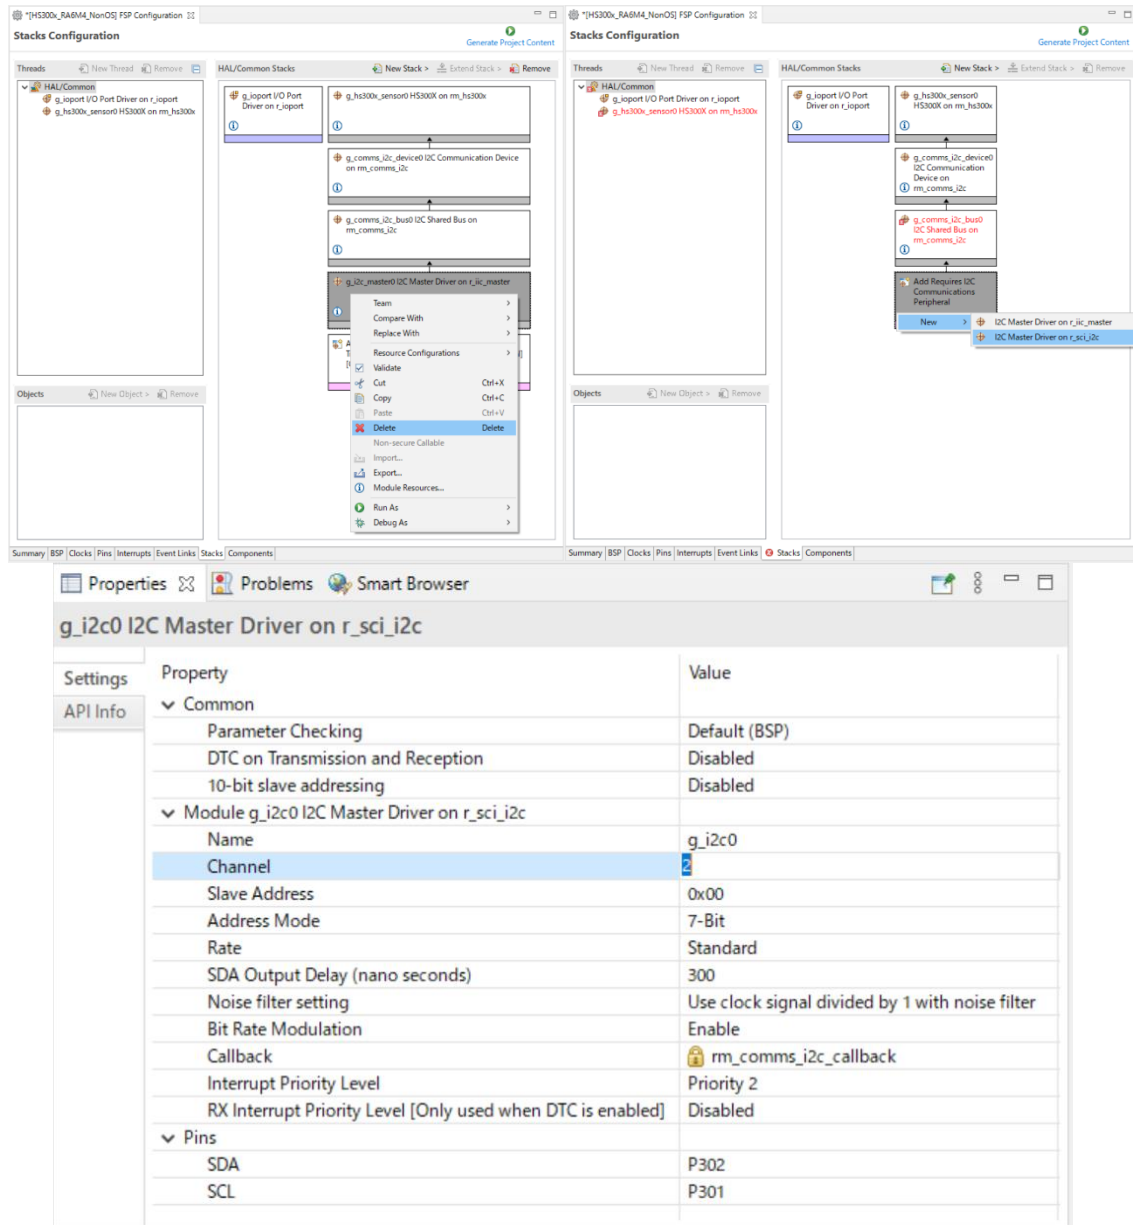 *[HS300x_RA6M4_NonOS] FSP Configuration
Stacks Configuration
Generate Project Content
Threads
New Thread
Remove
HAL/Common Stacks
New Stack >
Extend Stack >
Remove
HAL/Common
g_ioport I/O Port Driver on r_ioport
g_hs300x_sensor0 HS300X on rm_hs300x
g_ioport I/O Port
Driver on r_ioport
g_hs300x_sensor0 HS300X on rm_hs300x
g_comms_i2c_device0 I2C Communication Device
on rm_comms_i2c
g_comms_i2c_bus0 I2C Shared Bus on
rm_comms_i2c
g_i2c_master0 I2C Master Driver on r_iic_master
Team
Compare With
Replace With
Resource Configurations
Validate
Cut Ctrl+X
Copy Ctrl+C
Paste Ctrl+V
Delete Delete
Non-secure Callable
Import...
Export...
Module Resources...
Run As
Debug As
Objects
New Object >
Remove
Summary BSP Clocks Pins Interrupts Event Links Stacks Components
*[HS300x_RA6M4_NonOS] FSP Configuration
Stacks Configuration
Generate Project Content
Threads
New Thread
Remove
HAL/Common Stacks
New Stack >
Extend Stack >
Remove
HAL/Common
g_ioport I/O Port Driver on r_ioport
g_hs300x_sensor0 HS300X on rm_hs300x
g_ioport I/O Port
Driver on r_ioport
g_hs300x_sensor0
HS300X on rm_hs300x
g_comms_i2c_device0
I2C Communication
Device on
rm_comms_i2c
g_comms_i2c_bus0
I2C Shared Bus on
rm_comms_i2c
Add Requires I2C
Communications
Peripheral
New
I2C Master Driver on r_iic_master
I2C Master Driver on r_sci_i2c
Objects
New Object >
Remove
Summary BSP Clocks Pins Interrupts Event Links Stacks Components
Properties Problems Smart Browser
g_i2c0 I2C Master Driver on r_sci_i2c
Settings
API Info
Property Value
Common
Parameter Checking Default (BSP)
DTC on Transmission and Reception Disabled
10-bit slave addressing Disabled
Module g_i2c0 I2C Master Driver on r_sci_i2c
Name g_i2c0
Channel 2
Slave Address 0x00
Address Mode 7-Bit
Rate Standard
SDA Output Delay (nano seconds) 300
Noise filter setting Use clock signal divided by 1 with noise filter
Bit Rate Modulation Enable
Callback rm_comms_i2c_callback
Interrupt Priority Level Priority 2
RX Interrupt Priority Level [Only used when DTC is enabled] Disabled
Pins
SDA P302
SCL P301